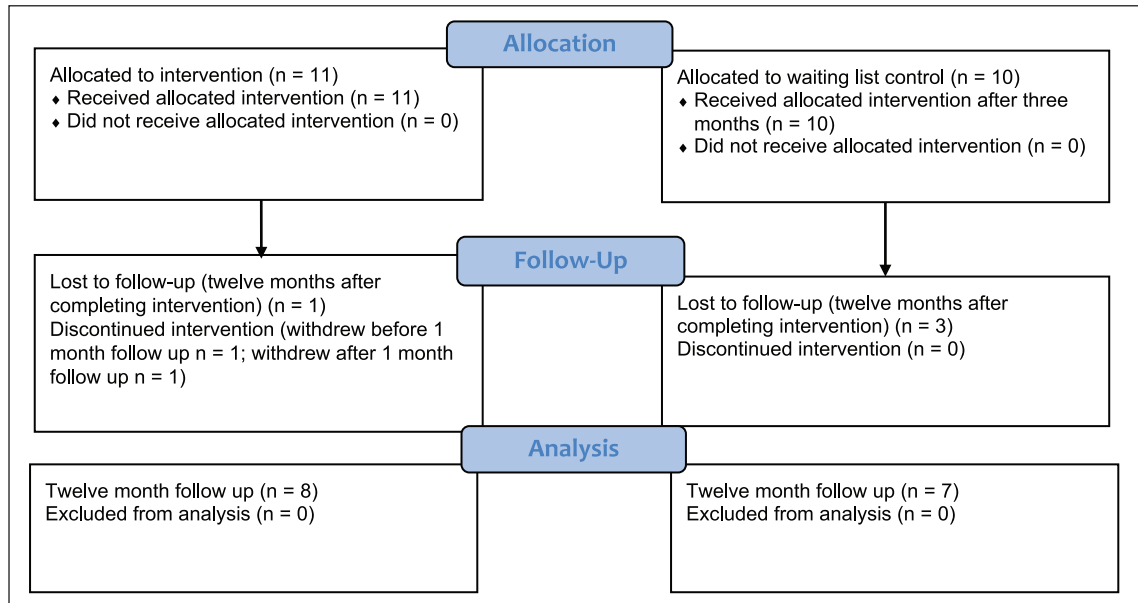 Allocation
Allocated to intervention (n = 11)
♦ Received allocated intervention (n = 11)
♦ Did not receive allocated intervention (n = 0)
Allocated to waiting list control (n = 10)
♦ Received allocated intervention after three
months (n = 10)
♦ Did not receive allocated intervention (n = 0)
Follow-Up
Lost to follow-up (twelve months after
completing intervention) (n = 1)
Discontinued intervention (withdrew before 1
month follow up n = 1; withdrew after 1 month
follow up n = 1)
Lost to follow-up (twelve months after
completing intervention) (n = 3)
Discontinued intervention (n = 0)
Analysis
Twelve month follow up (n = 8)
Excluded from analysis (n = 0)
Twelve month follow up (n = 7)
Excluded from analysis (n = 0)